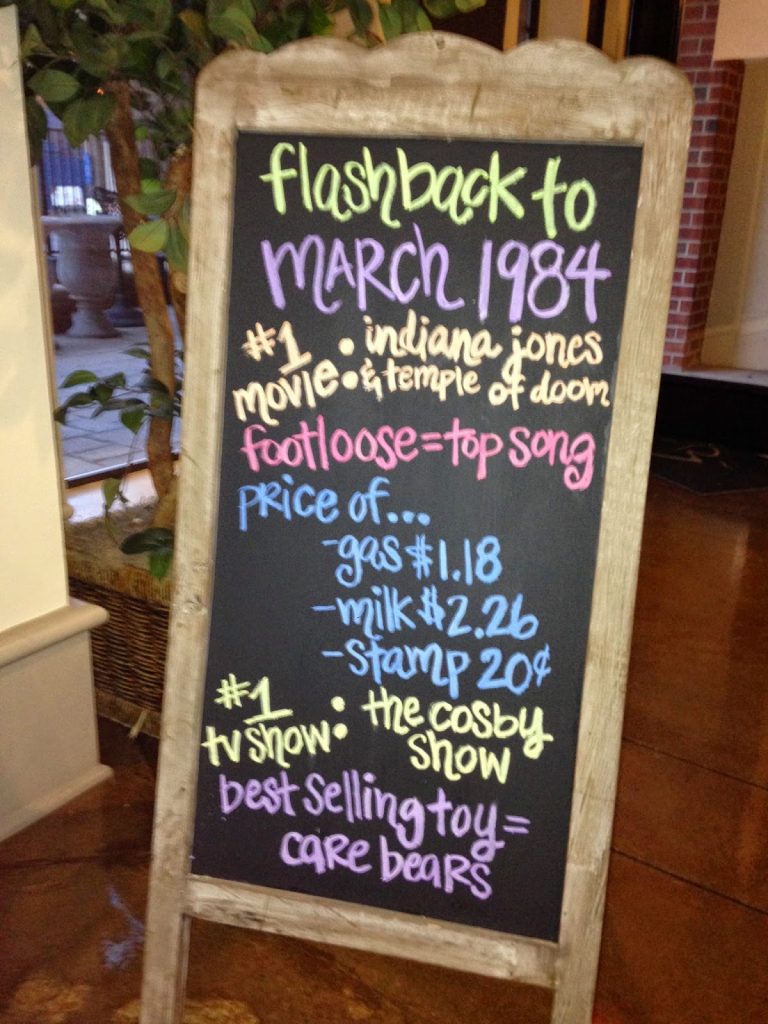 flashback to
MARCH 1984
#1 movie: indiana jones
& temple of doom
footloose = top song
PRICE of...
- gas $1.18
- milk $2.26
- stamp 20¢
#1 tv show: the cosby
show
best selling toy =
care bears